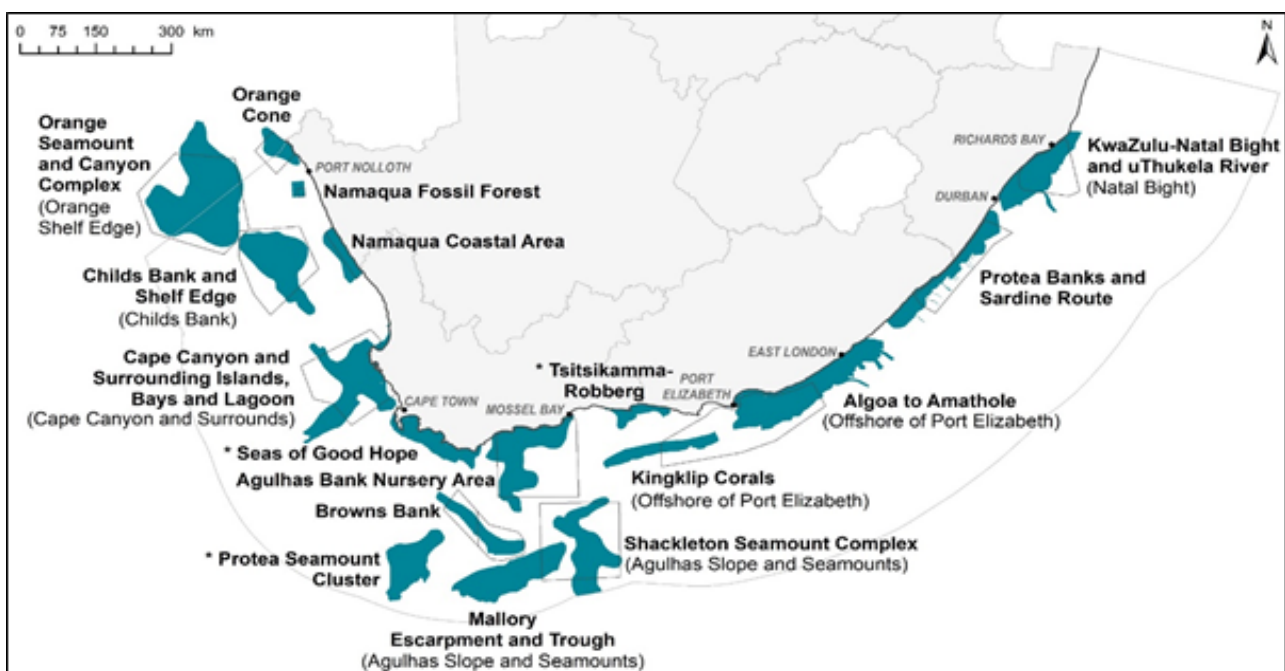 0 75 150 300 km
N
Orange
Cone
Orange
Seamount
and Canyon
Complex
(Orange
Shelf Edge)
PORT NOLLOTH
Namaqua Fossil Forest
Namaqua Coastal Area
Childs Bank and
Shelf Edge
(Childs Bank)
RICHARDS BAY
KwaZulu-Natal Bight
and uThukela River
(Natal Bight)
DURBAN
Protea Banks and
Sardine Route
Cape Canyon and
Surrounding Islands,
Bays and Lagoon
(Cape Canyon and Surrounds)
CAPE TOWN
MOSSEL BAY
* Tsitsikamma-
Robberg
PORT
ELIZABETH
EAST LONDON
Algoa to Amathole
(Offshore of Port Elizabeth)
* Seas of Good Hope
Agulhas Bank Nursery Area
Kingklip Corals
(Offshore of Port Elizabeth)
Browns Bank
Shackleton Seamount Complex
(Agulhas Slope and Seamounts)
* Protea Seamount
Cluster
Mallory
Escarpment and Trough
(Agulhas Slope and Seamounts)